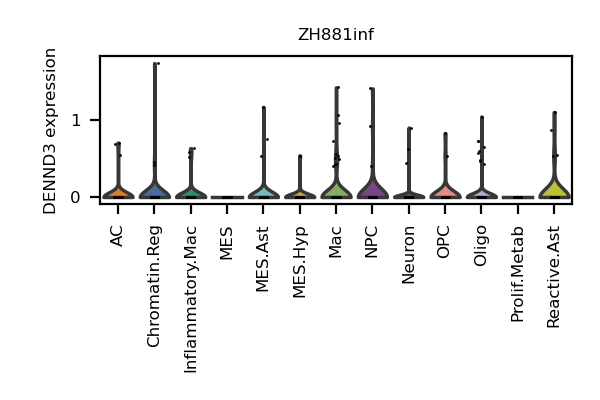 ZH881inf
DENND3 expression
1
0
AC
Chromatin.Reg
Inflammatory.Mac
MES
MES.Ast
MES.Hyp
Mac
NPC
Neuron
OPC
Oligo
Prolif.Metab
Reactive.Ast